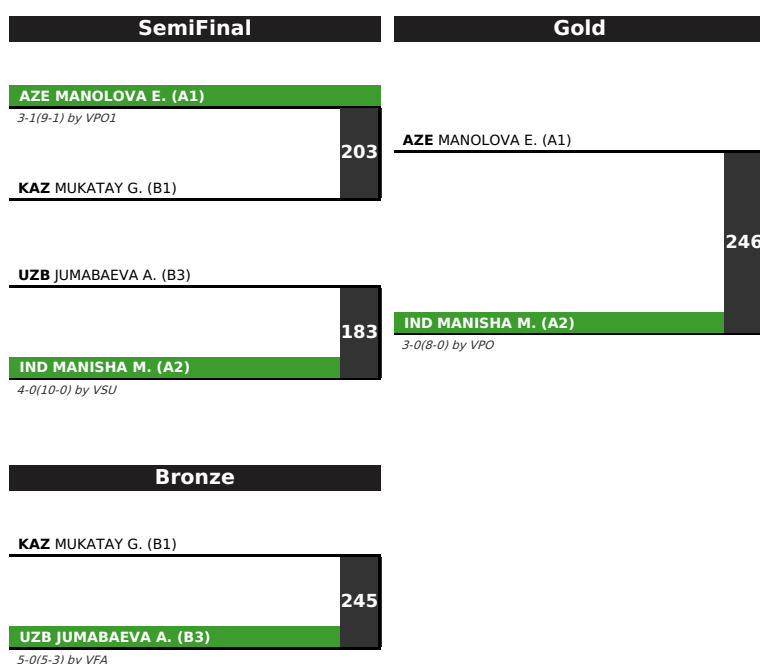 SemiFinal
AZE MANOLOVA E. (A1)
3-1(9-1) by VPO1
203
KAZ MUKATAY G. (B1)
UZB JUMABAEVA A. (B3)
183
IND MANISHA M. (A2)
4-0(10-0) by VSU
Gold
AZE MANOLOVA E. (A1)
246
IND MANISHA M. (A2)
3-0(8-0) by VPO
Bronze
KAZ MUKATAY G. (B1)
245
UZB JUMABAEVA A. (B3)
5-0(5-3) by VFA